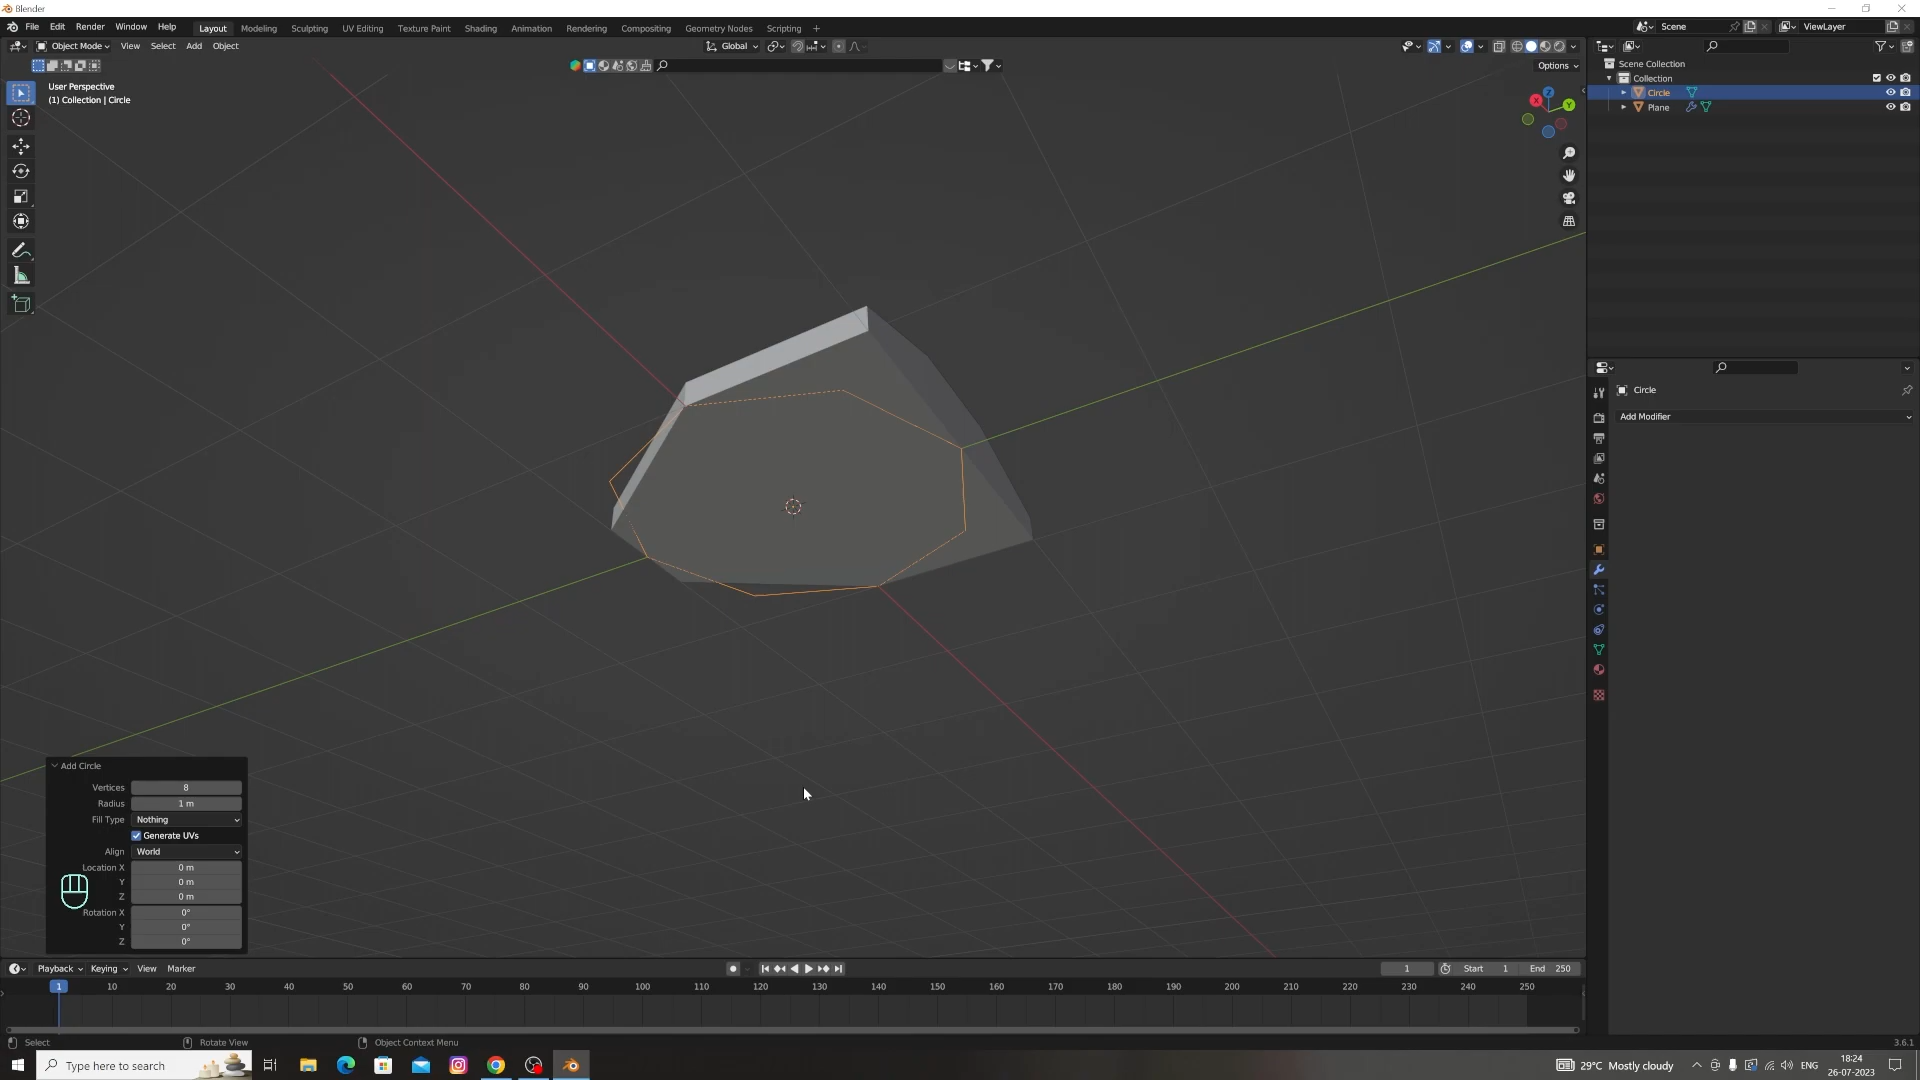 Blender
File Edit Render Window Help Layout Modeling Sculpting UV Editing Texture Paint Shading Animation Rendering Compositing Geometry Nodes Scripting + Scene ViewLayer
Object Mode View Select Add Object Global
Options
User Perspective
(1) Collection | Circle
X Y Z
Scene Collection
Collection
Circle
Plane
Circle
Add Modifier
Add Circle
Vertices 8
Radius 1 m
Fill Type Nothing
Generate UVs
Align World
Location X 0 m
Y 0 m
Z 0 m
Rotation X 0°
Y 0°
Z 0°
Playback Keying View Marker 1 Start 1 End 250
1 10 20 30 40 50 60 70 80 90 100 110 120 130 140 150 160 170 180 190 200 210 220 230 240 250
Select Rotate View Object Context Menu 3.6.1
Type here to search 29°C Mostly cloudy ENG 18:24
26-07-2023